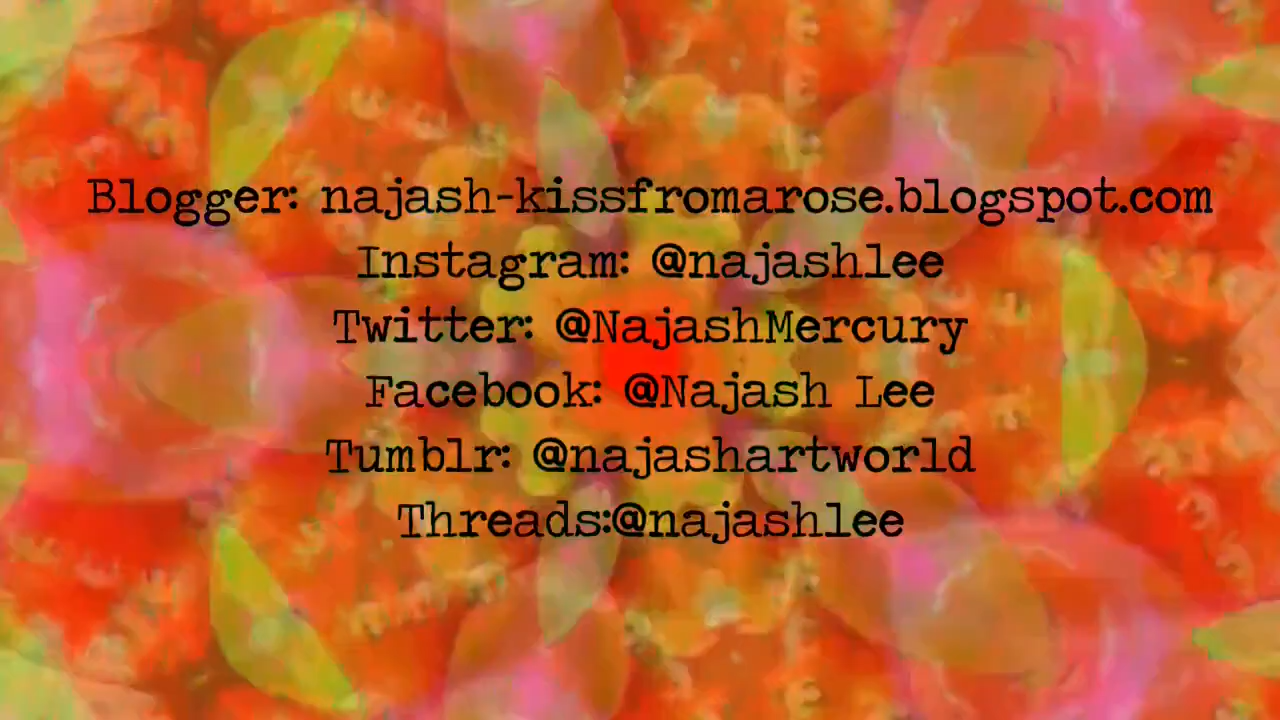 Blogger: najash-kissfromarose.blogspot.com
Instagram: @najashlee
Twitter: @NajashMercury
Facebook: @Najash Lee
Tumblr: @najashartworld
Threads:@najashlee